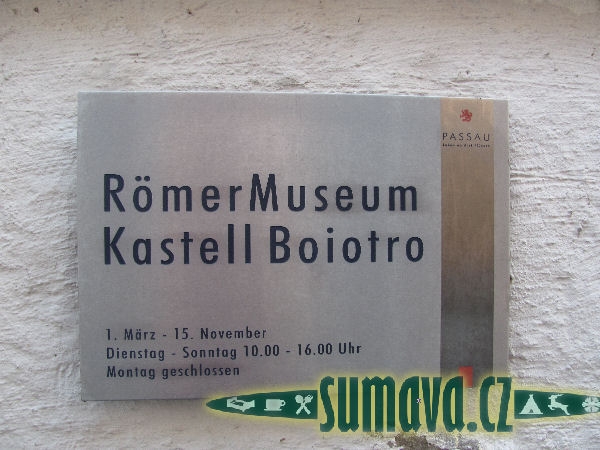 PASSAU
RömerMuseum
Kastell Boiotro
1. März - 15. November
Dienstag - Sonntag 10.00 - 16.00 Uhr
Montag geschlossen
sumava.cz